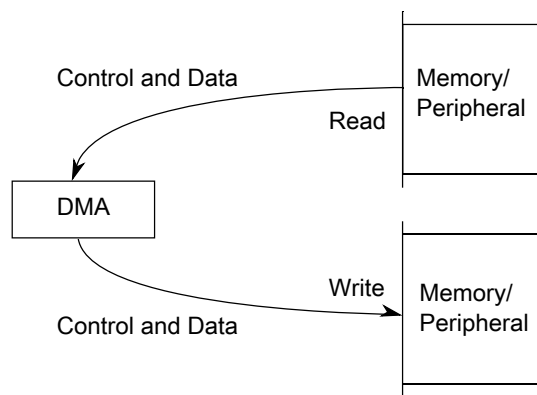 Control and Data
Memory/
Peripheral
Read
DMA
Write
Memory/
Peripheral
Control and Data